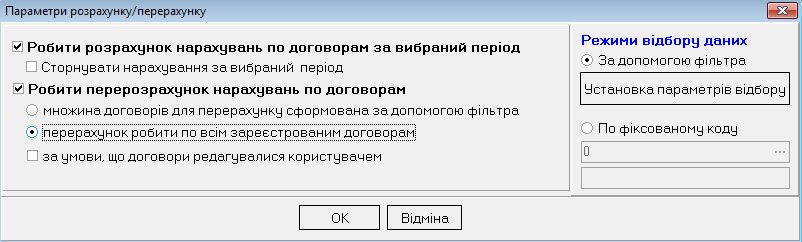 Параметри розрахунку/перерахунку
Робити розрахунок нарахувань по договорам за вибраний період
Сторнувати нарахування за вибраний період
Робити перерозрахунок нарахувань по договорам
множина договорів для перерахунку сформована за допомогою фільтра
перерахунок робити по всім зареєстрованим договорам
за умови, що договори редагувалися користувачем
Режими відбору даних
За допомогою фільтра
Установка параметрів відбору
По фіксованому коду
0 ...
OK
Відміна